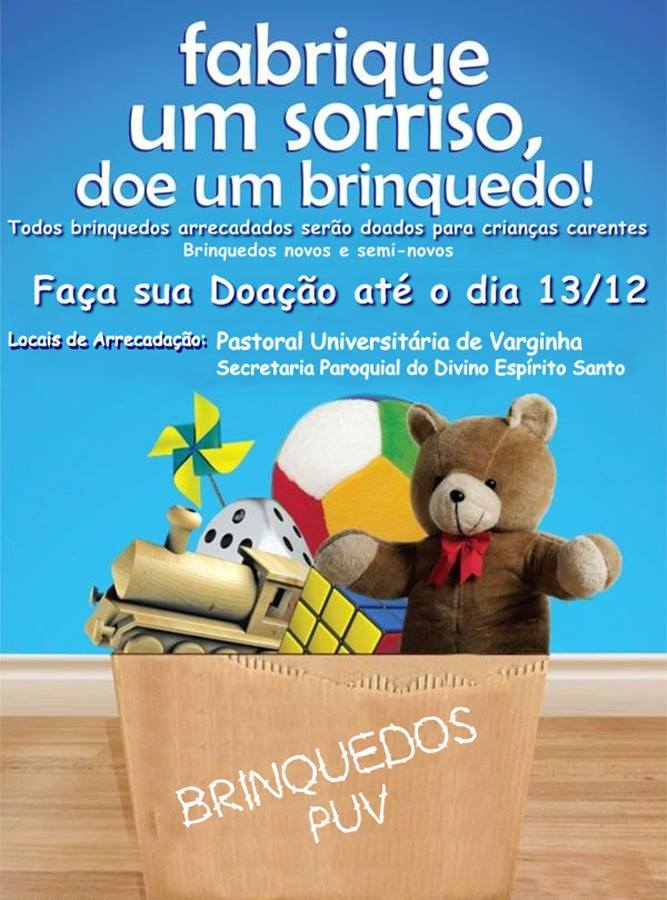 fabrique
um sorriso,
doe um brinquedo!
Todos brinquedos arrecadados serão doados para crianças carentes
Brinquedos novos e semi-novos
Faça sua Doação até o dia 13/12
Locais de Arrecadação: Pastoral Universitária de Varginha
Secretaria Paroquial do Divino Espírito Santo
BRINQUEDOS
PUV